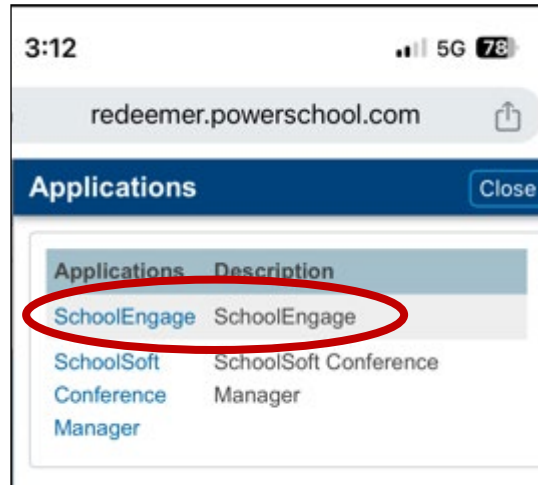 3:12 5G 78
redeemer.powerschool.com
Applications Close
Applications Description
SchoolEngage SchoolEngage
SchoolSoft SchoolSoft Conference
Conference Manager
Manager